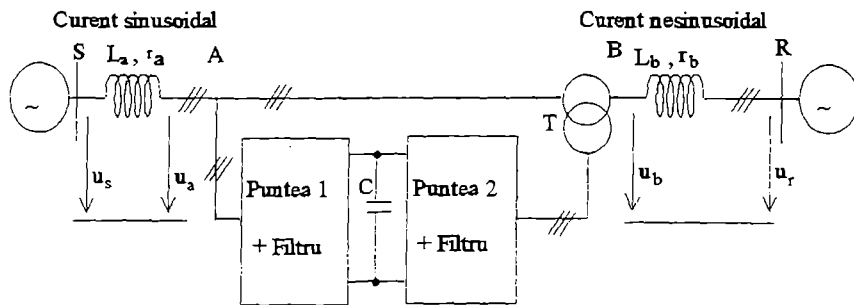 Curent sinusoidal
Curent nesinusoidal
S
La , ra
A
B
Lb , rb
R
~
~
T
us
ua
Puntea 1
+ Filtru
C
Puntea 2
+ Filtru
ub
ur